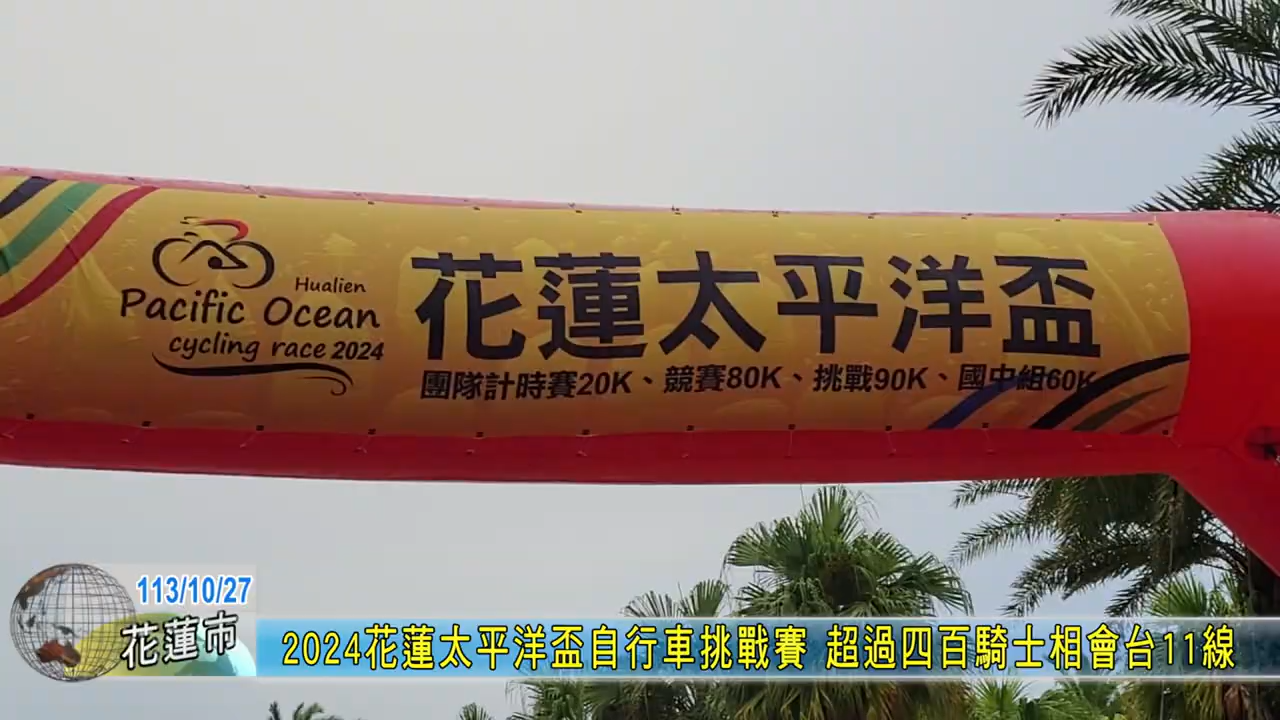 Hualien
Pacific Ocean
cycling race 2024
花蓮太平洋盃
團隊計時賽20K、競賽80K、挑戰90K、國中組60K
113/10/27
花蓮市
2024花蓮太平洋盃自行車挑戰賽 超過四百騎士相會台11線